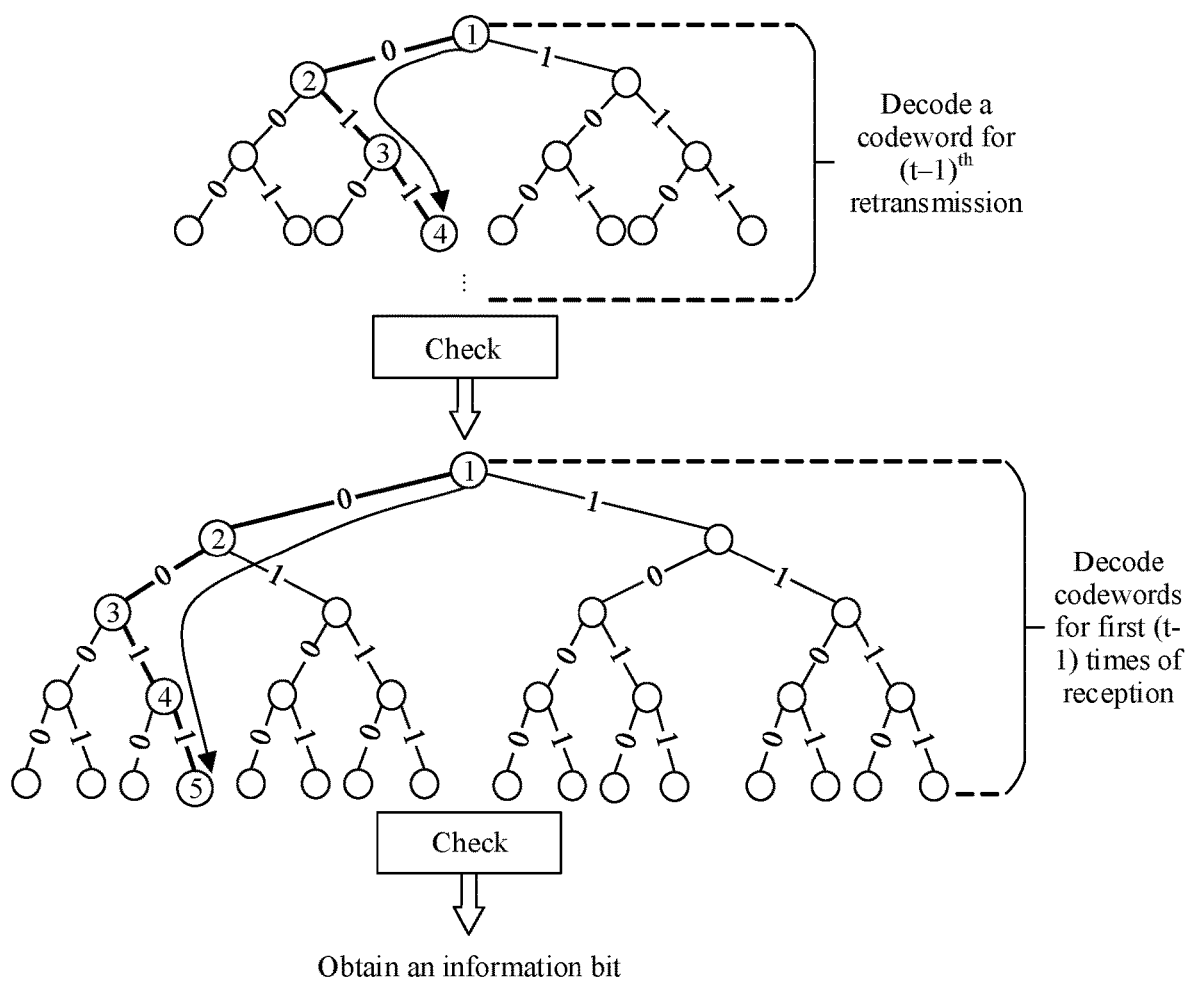 1
0 1
2
0 1 0 1
3
0 1 0 1 0 1 0 1
4
...
Decode a
codeword for
(t–1)th
retransmission
Check
1
0 1
2
0 1 0 1
3
0 1 0 1 0 1 0 1
4
0 1 0 1 0 1 0 1 0 1 0 1 0 1 0 1
5
Decode
codewords
for first (t-
1) times of
reception
Check
Obtain an information bit